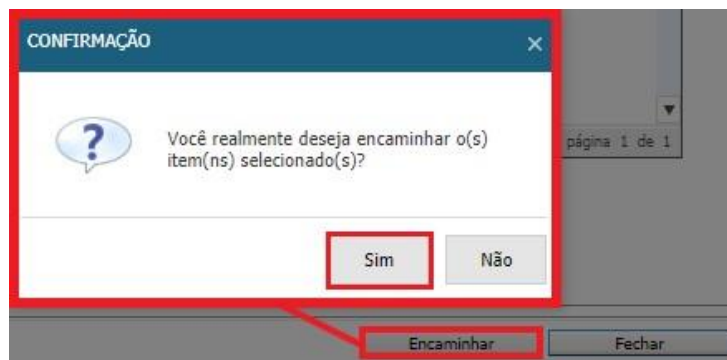 CONFIRMAÇÃO ×
?
Você realmente deseja encaminhar o(s)
item(ns) selecionado(s)?
página 1 de 1
Sim Não
Encaminhar Fechar